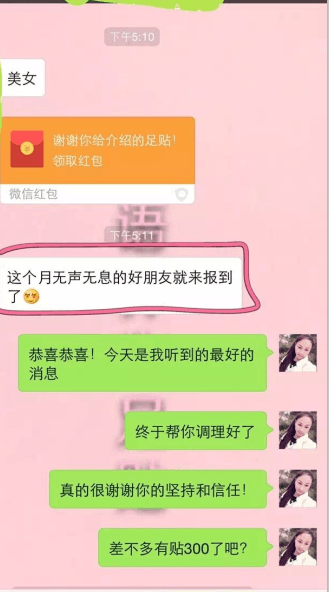 下午5:10
美女
谢谢你给介绍的足贴!
领取红包
微信红包
下午5:11
这个月无声无息的好朋友就来报到
了
恭喜恭喜！今天是我听到的最好的
消息
终于帮你调理好了
真的很谢谢你的坚持和信任！
差不多有贴300了吧？